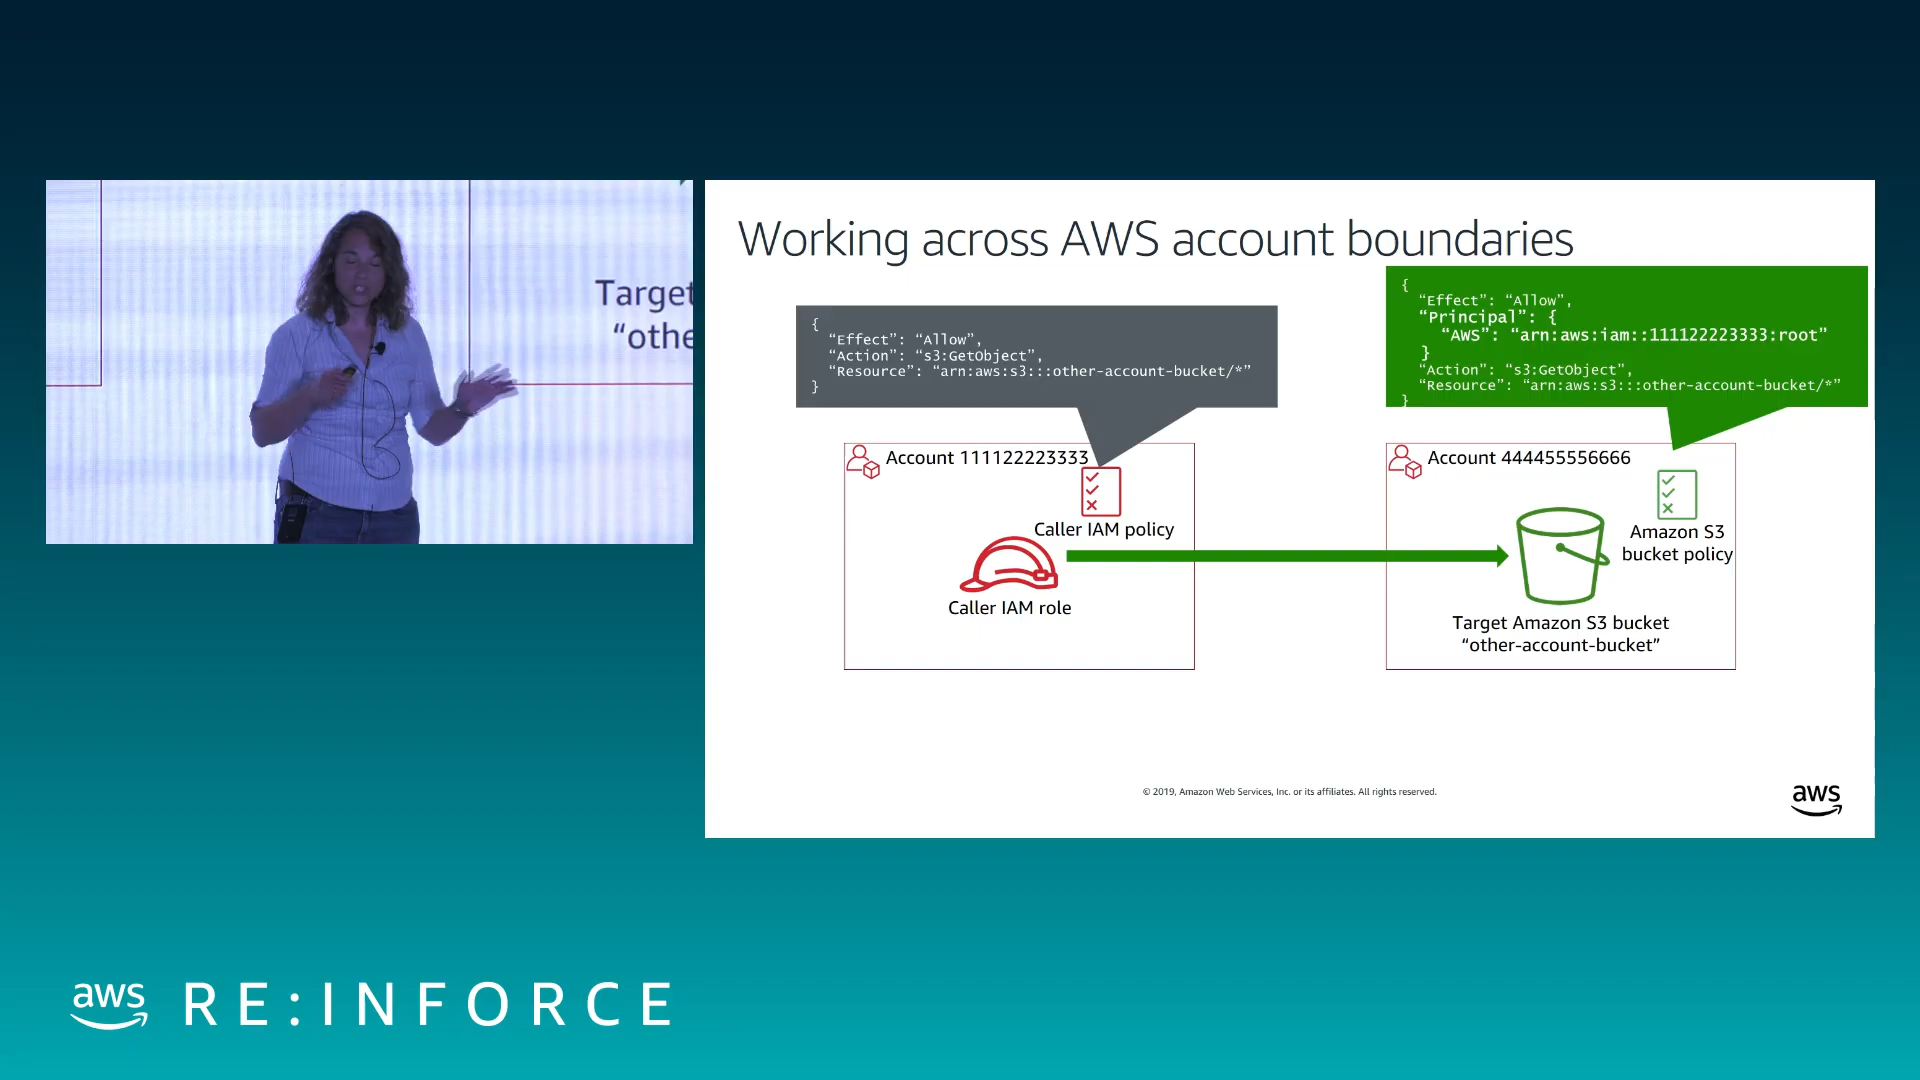 Target
“othe
Working across AWS account boundaries
{
“Effect”: “Allow”,
“Action”: “s3:GetObject”,
“Resource”: “arn:aws:s3:::other-account-bucket/*”
}
{
“Effect”: “Allow”,
“Principal”: {
“AWS”: “arn:aws:iam::111122223333:root”
}
“Action”: “s3:GetObject”,
“Resource”: “arn:aws:s3:::other-account-bucket/*”
}
Account 111122223333
Caller IAM policy
Caller IAM role
Account 444455556666
Amazon S3
bucket policy
Target Amazon S3 bucket
“other-account-bucket”
© 2019, Amazon Web Services, Inc. or its affiliates. All rights reserved.
aws
aws RE:INFORCE